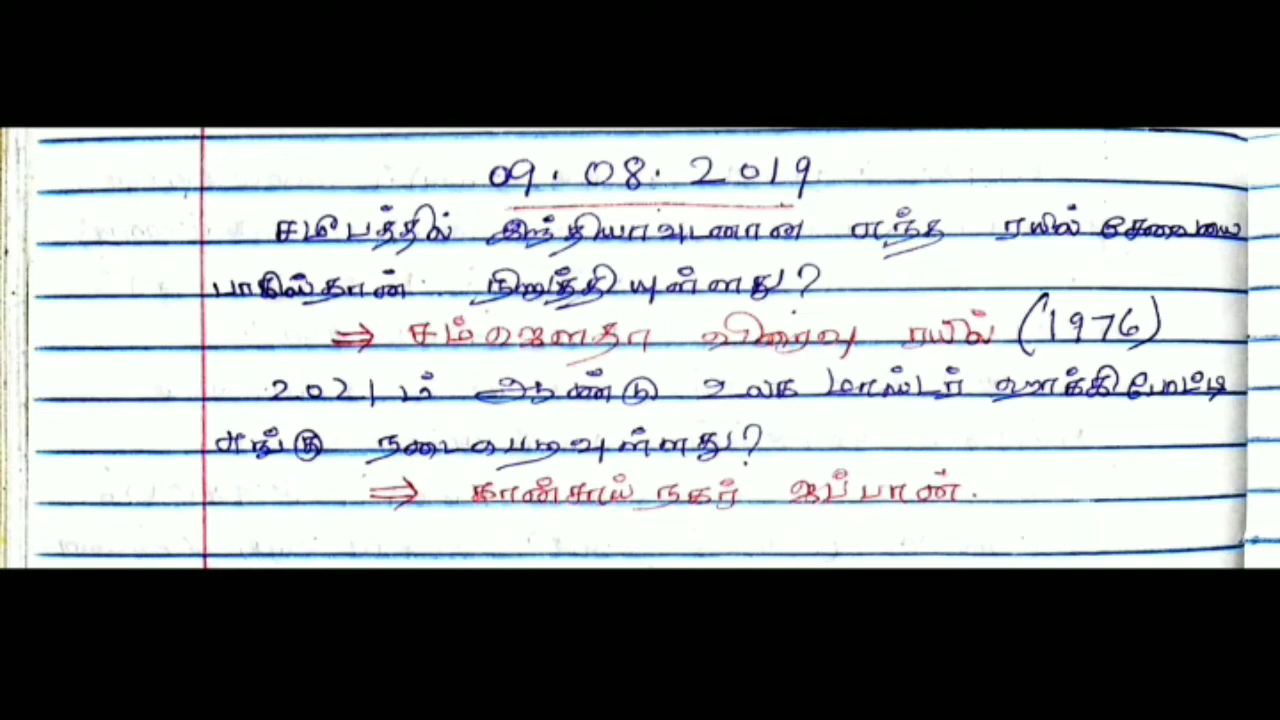 09.08.2019
சமீபத்தில் இந்தியாவுடனான எந்த ரயில் சேவையை
பாகிஸ்தான் நிறுத்தியுள்ளது?
⇒ சம்ஜெளதா விரைவு ரயில் (1976)
2021ம் ஆண்டு உலக மாஸ்டர் ஹாக்கி போட்டி
எங்கு நடைபெறவுள்ளது?
⇒ கான்சாய் நகர் ஜப்பான்.